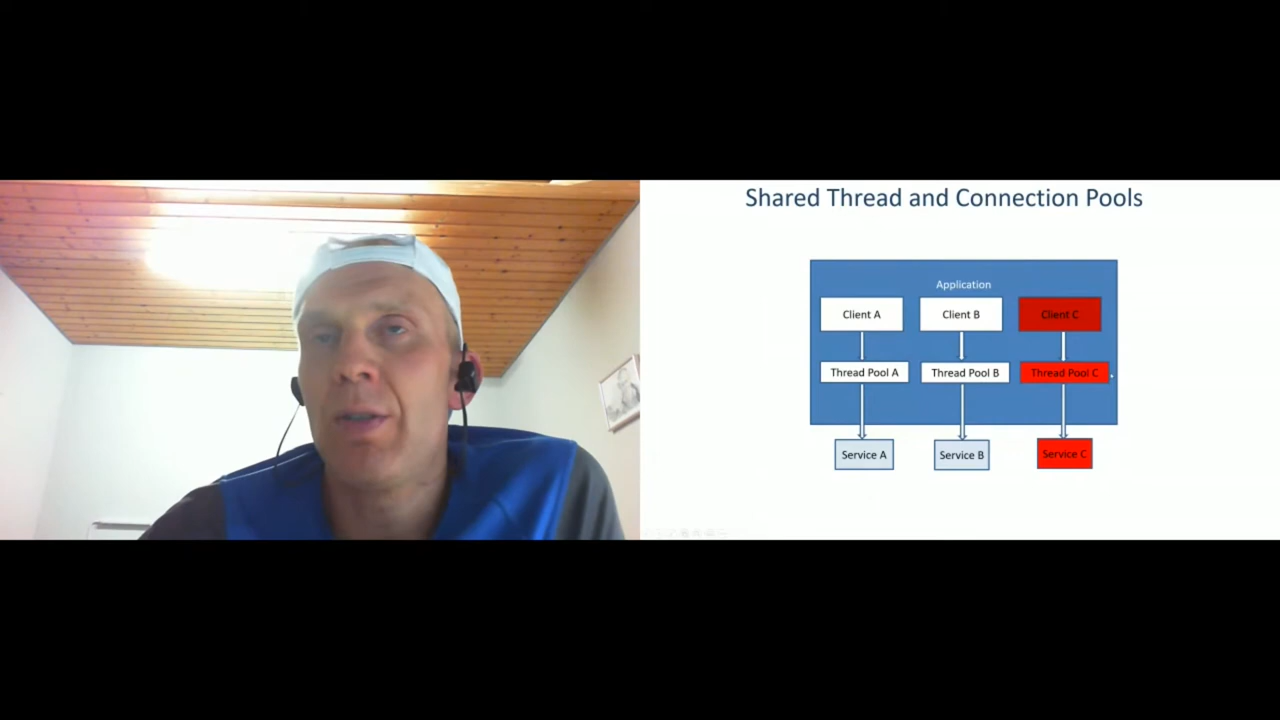 Shared Thread and Connection Pools
Application
Client A
Client B
Client C
Thread Pool A
Thread Pool B
Thread Pool C
Service A
Service B
Service C